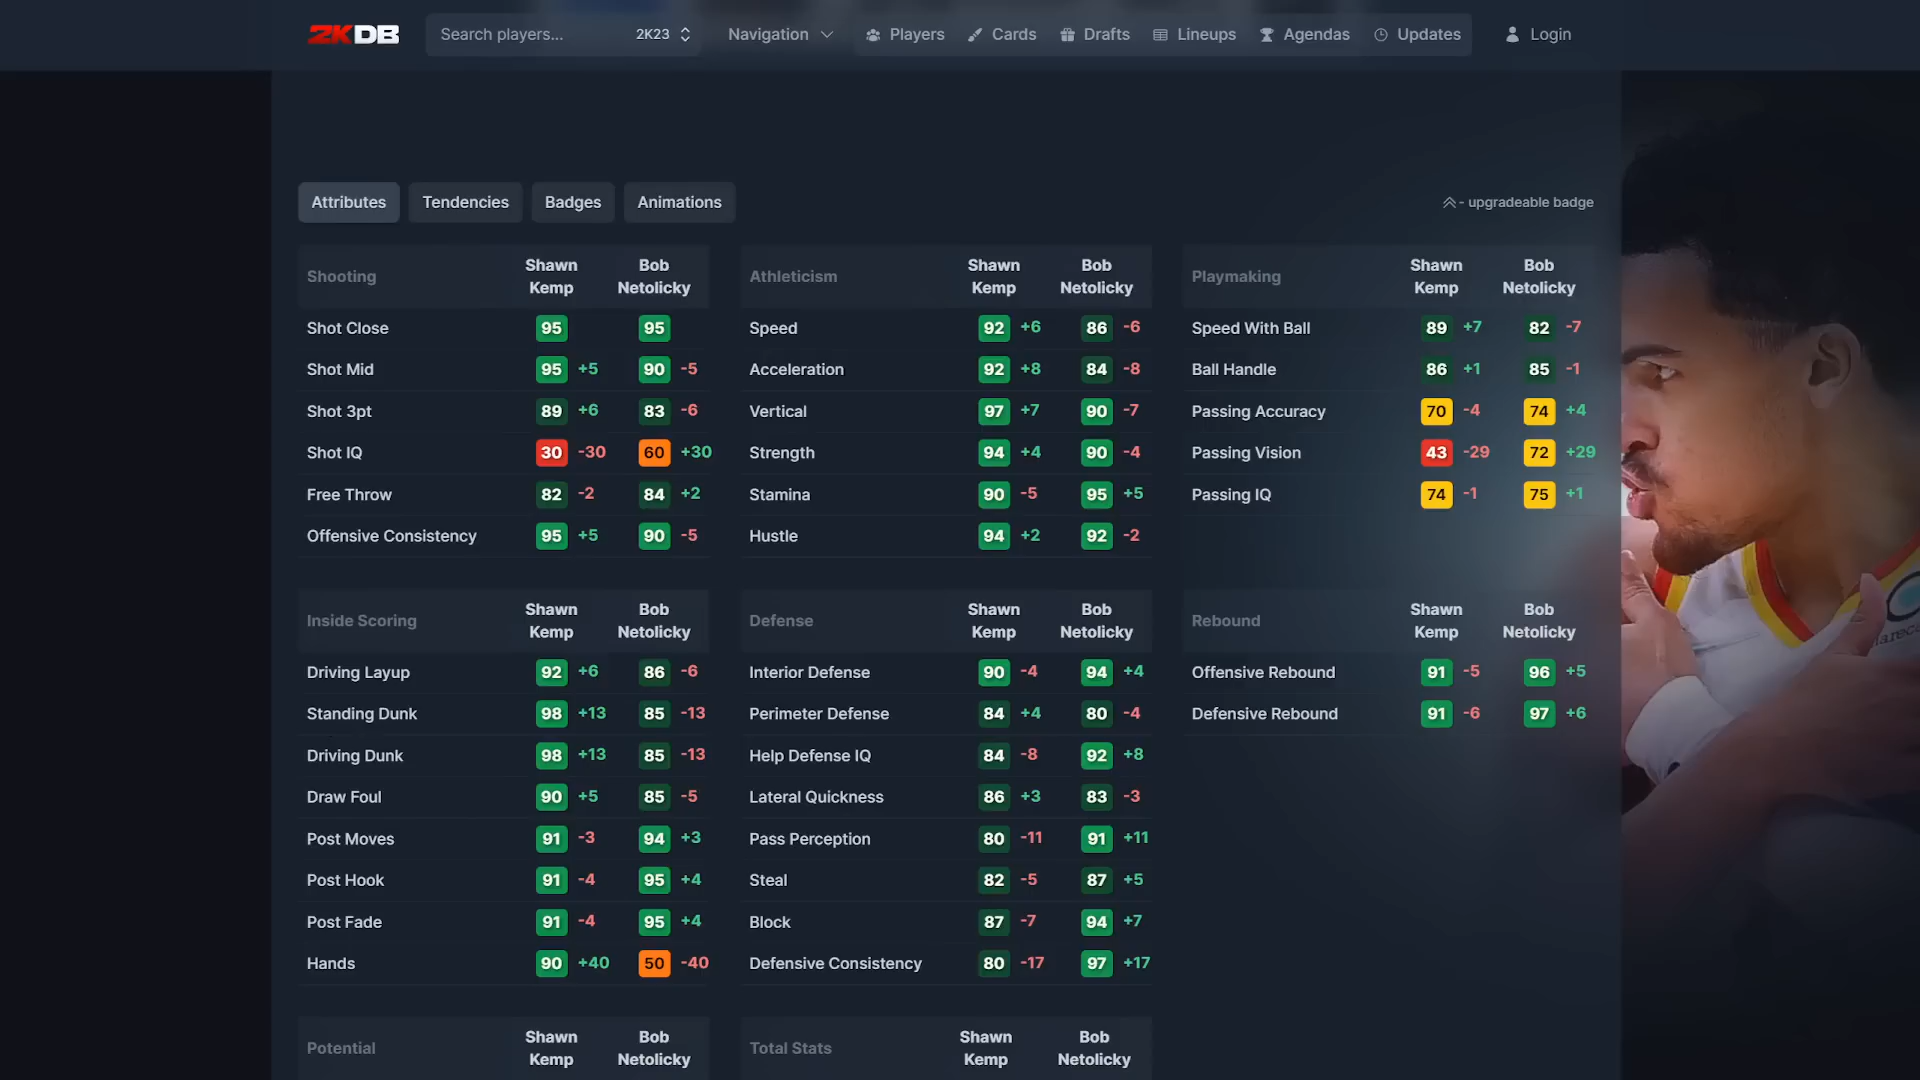 2KDB
Search players...
2K23
Navigation
Players
Cards
Drafts
Lineups
Agendas
Updates
Login
Attributes
Tendencies
Badges
Animations
- upgradeable badge
Shooting Shawn Kemp Bob Netolicky
Shot Close 95 95
Shot Mid 95 +5 90 -5
Shot 3pt 89 +6 83 -6
Shot IQ 30 -30 60 +30
Free Throw 82 -2 84 +2
Offensive Consistency 95 +5 90 -5
Athleticism Shawn Kemp Bob Netolicky
Speed 92 +6 86 -6
Acceleration 92 +8 84 -8
Vertical 97 +7 90 -7
Strength 94 +4 90 -4
Stamina 90 -5 95 +5
Hustle 94 +2 92 -2
Playmaking Shawn Kemp Bob Netolicky
Speed With Ball 89 +7 82 -7
Ball Handle 86 +1 85 -1
Passing Accuracy 70 -4 74 +4
Passing Vision 43 -29 72 +29
Passing IQ 74 -1 75 +1
Inside Scoring Shawn Kemp Bob Netolicky
Driving Layup 92 +6 86 -6
Standing Dunk 98 +13 85 -13
Driving Dunk 98 +13 85 -13
Draw Foul 90 +5 85 -5
Post Moves 91 -3 94 +3
Post Hook 91 -4 95 +4
Post Fade 91 -4 95 +4
Hands 90 +40 50 -40
Defense Shawn Kemp Bob Netolicky
Interior Defense 90 -4 94 +4
Perimeter Defense 84 +4 80 -4
Help Defense IQ 84 -8 92 +8
Lateral Quickness 86 +3 83 -3
Pass Perception 80 -11 91 +11
Steal 82 -5 87 +5
Block 87 -7 94 +7
Defensive Consistency 80 -17 97 +17
Rebound Shawn Kemp Bob Netolicky
Offensive Rebound 91 -5 96 +5
Defensive Rebound 91 -6 97 +6
Potential Shawn Kemp Bob Netolicky
Total Stats Shawn Kemp Bob Netolicky